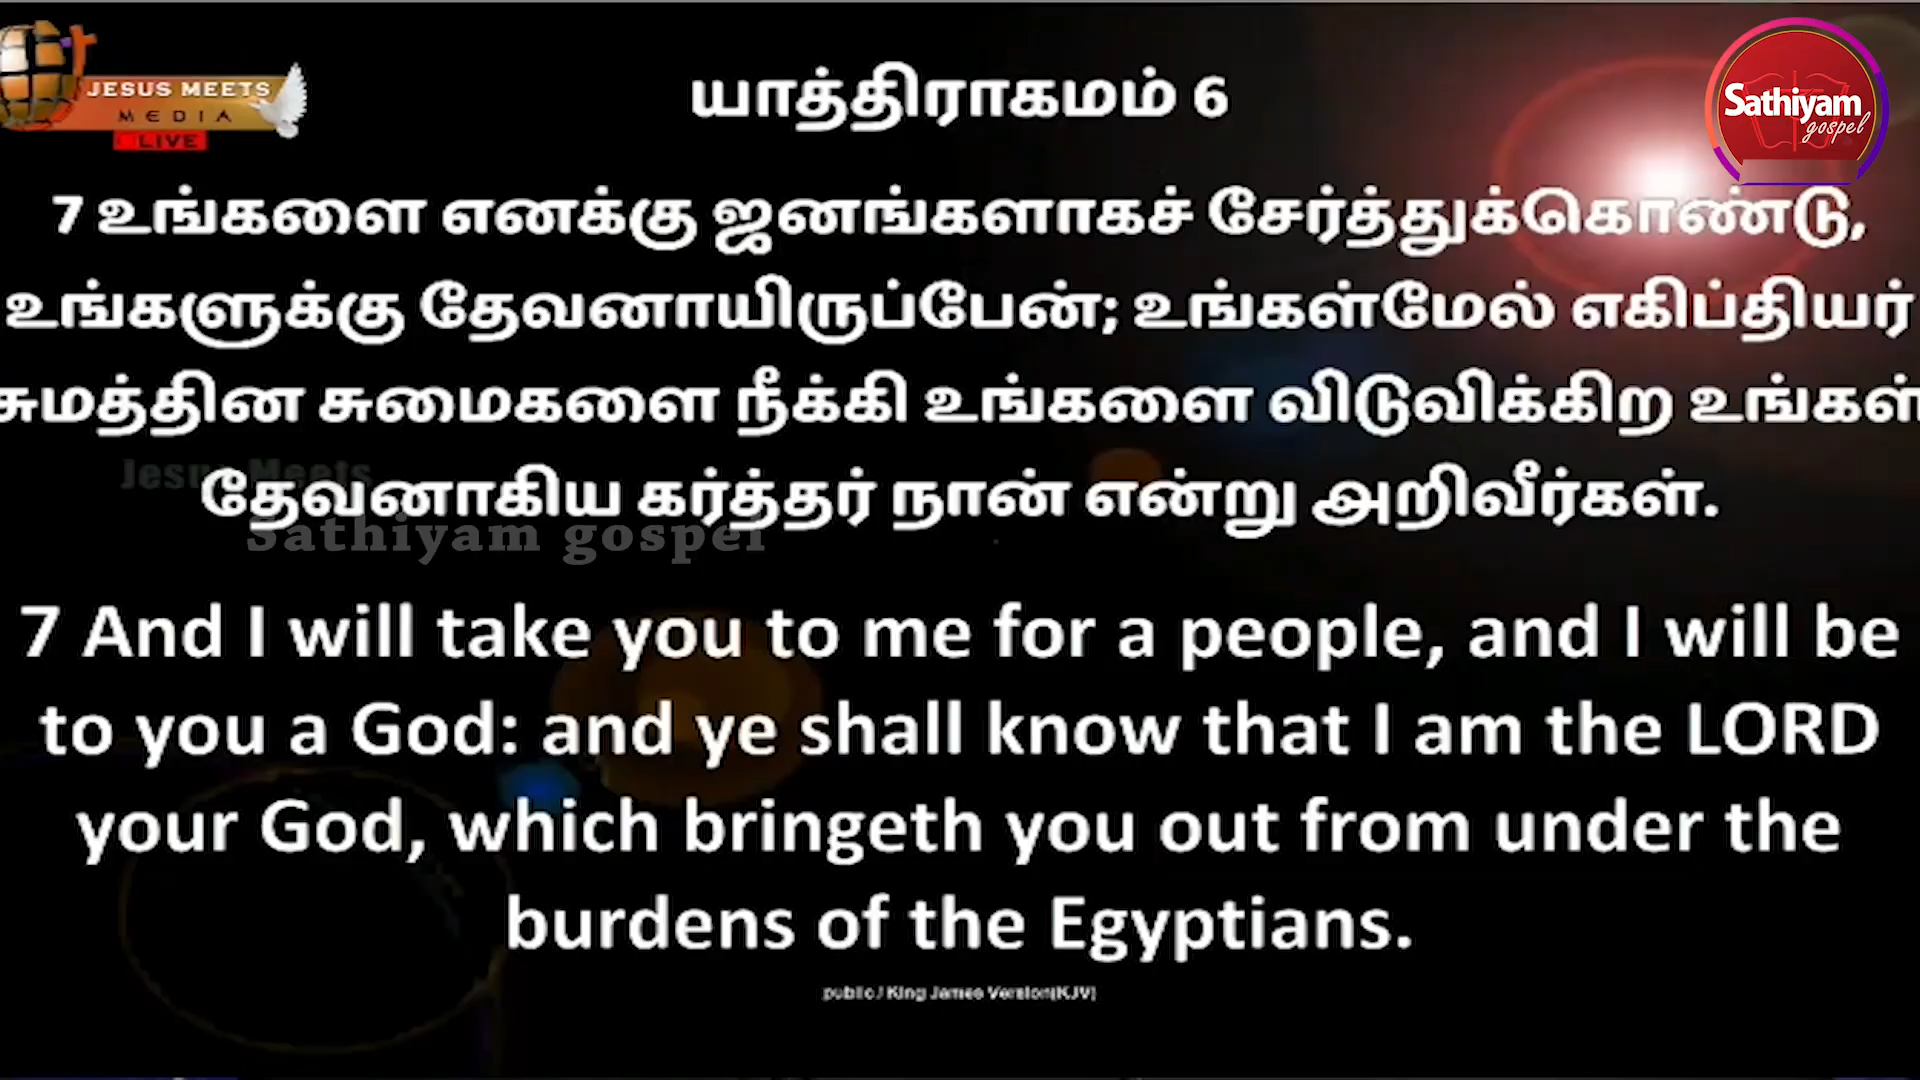 JESUS MEETS
MEDIA
LIVE
Sathiyam
gospel
யாத்திராகமம் 6
7 உங்களை எனக்கு ஜனங்களாகச் சேர்த்துக்கொண்டு,
உங்களுக்கு தேவனாயிருப்பேன்; உங்கள்மேல் எகிப்தியர்
சுமத்தின சுமைகளை நீக்கி உங்களை விடுவிக்கிற உங்கள்
Jesus Meets
தேவனாகிய கர்த்தர் நான் என்று அறிவீர்கள்.
Sathiyam gospel
7 And I will take you to me for a people, and I will be
to you a God: and ye shall know that I am the LORD
your God, which bringeth you out from under the
burdens of the Egyptians.
public / King James Version(KJV)